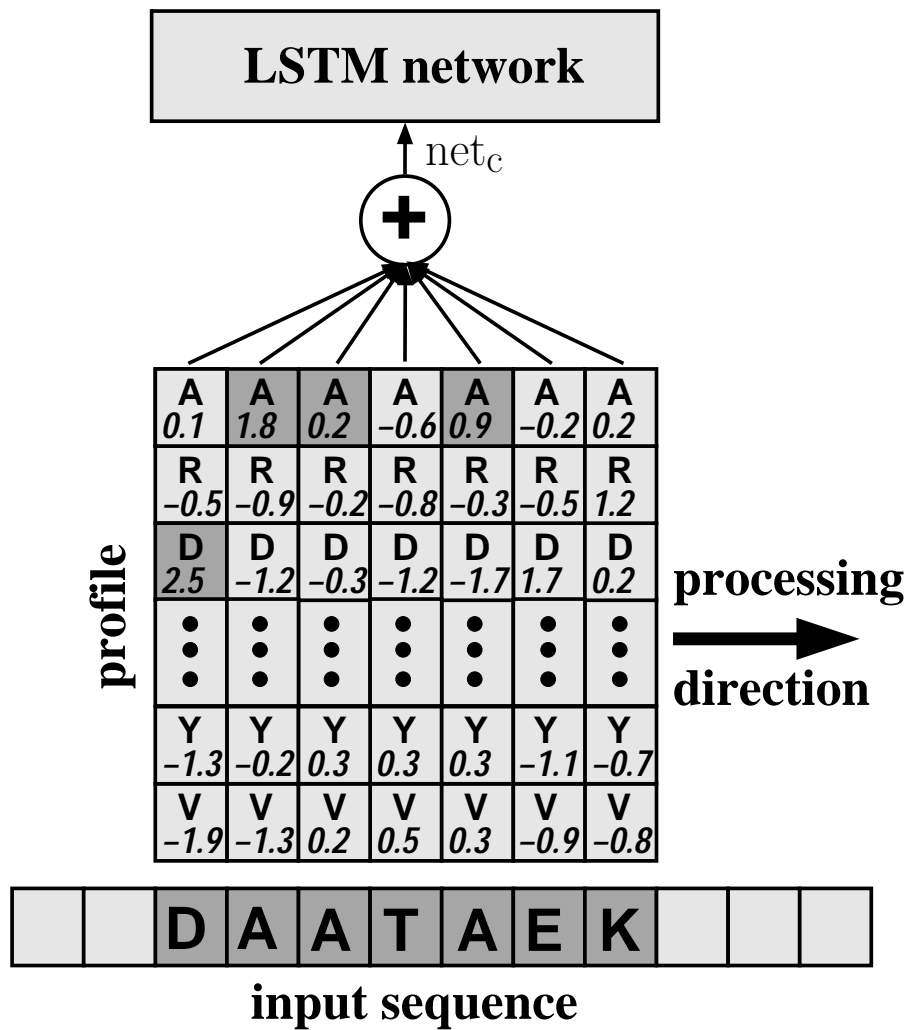 LSTM network
net_c
+
A A A A A A A
0.1 1.8 0.2 –0.6 0.9 –0.2 0.2
R R R R R R R
–0.5 –0.9 –0.2 –0.8 –0.3 –0.5 1.2
D D D D D D D
2.5 –1.2 –0.3 –1.2 –1.7 1.7 0.2
profile
processing
direction
Y Y Y Y Y Y Y
–1.3 –0.2 0.3 0.3 0.3 –1.1 –0.7
V V V V V V V
–1.9 –1.3 0.2 0.5 0.3 –0.9 –0.8
D A A T A E K
input sequence